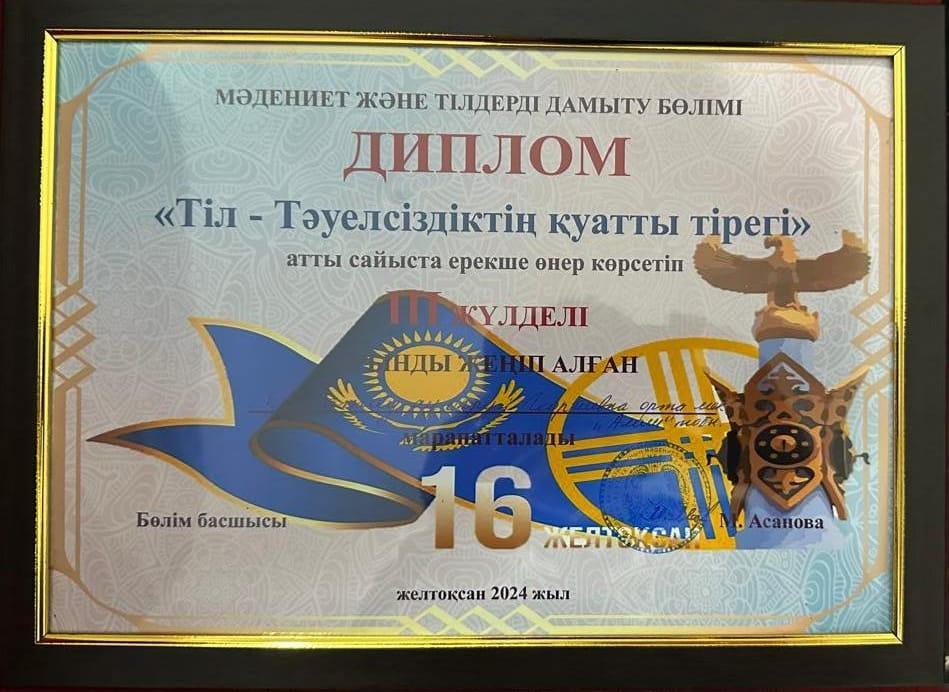 МӘДЕНИЕТ ЖӘНЕ ТІЛДЕРДІ ДАМЫТУ БӨЛІМІ
ДИПЛОМ
«Тіл - Тәуелсіздіктің қуатты тірегі»
атты сайыста ерекше өнер көрсетіп
III ЖҮЛДЕЛІ
ЖЕҢІП АЛҒАН
орта
марапатталады
16 ЖЕЛТОҚСАН
Бөлім басшысы
М. Асанова
желтоқсан 2024 жыл